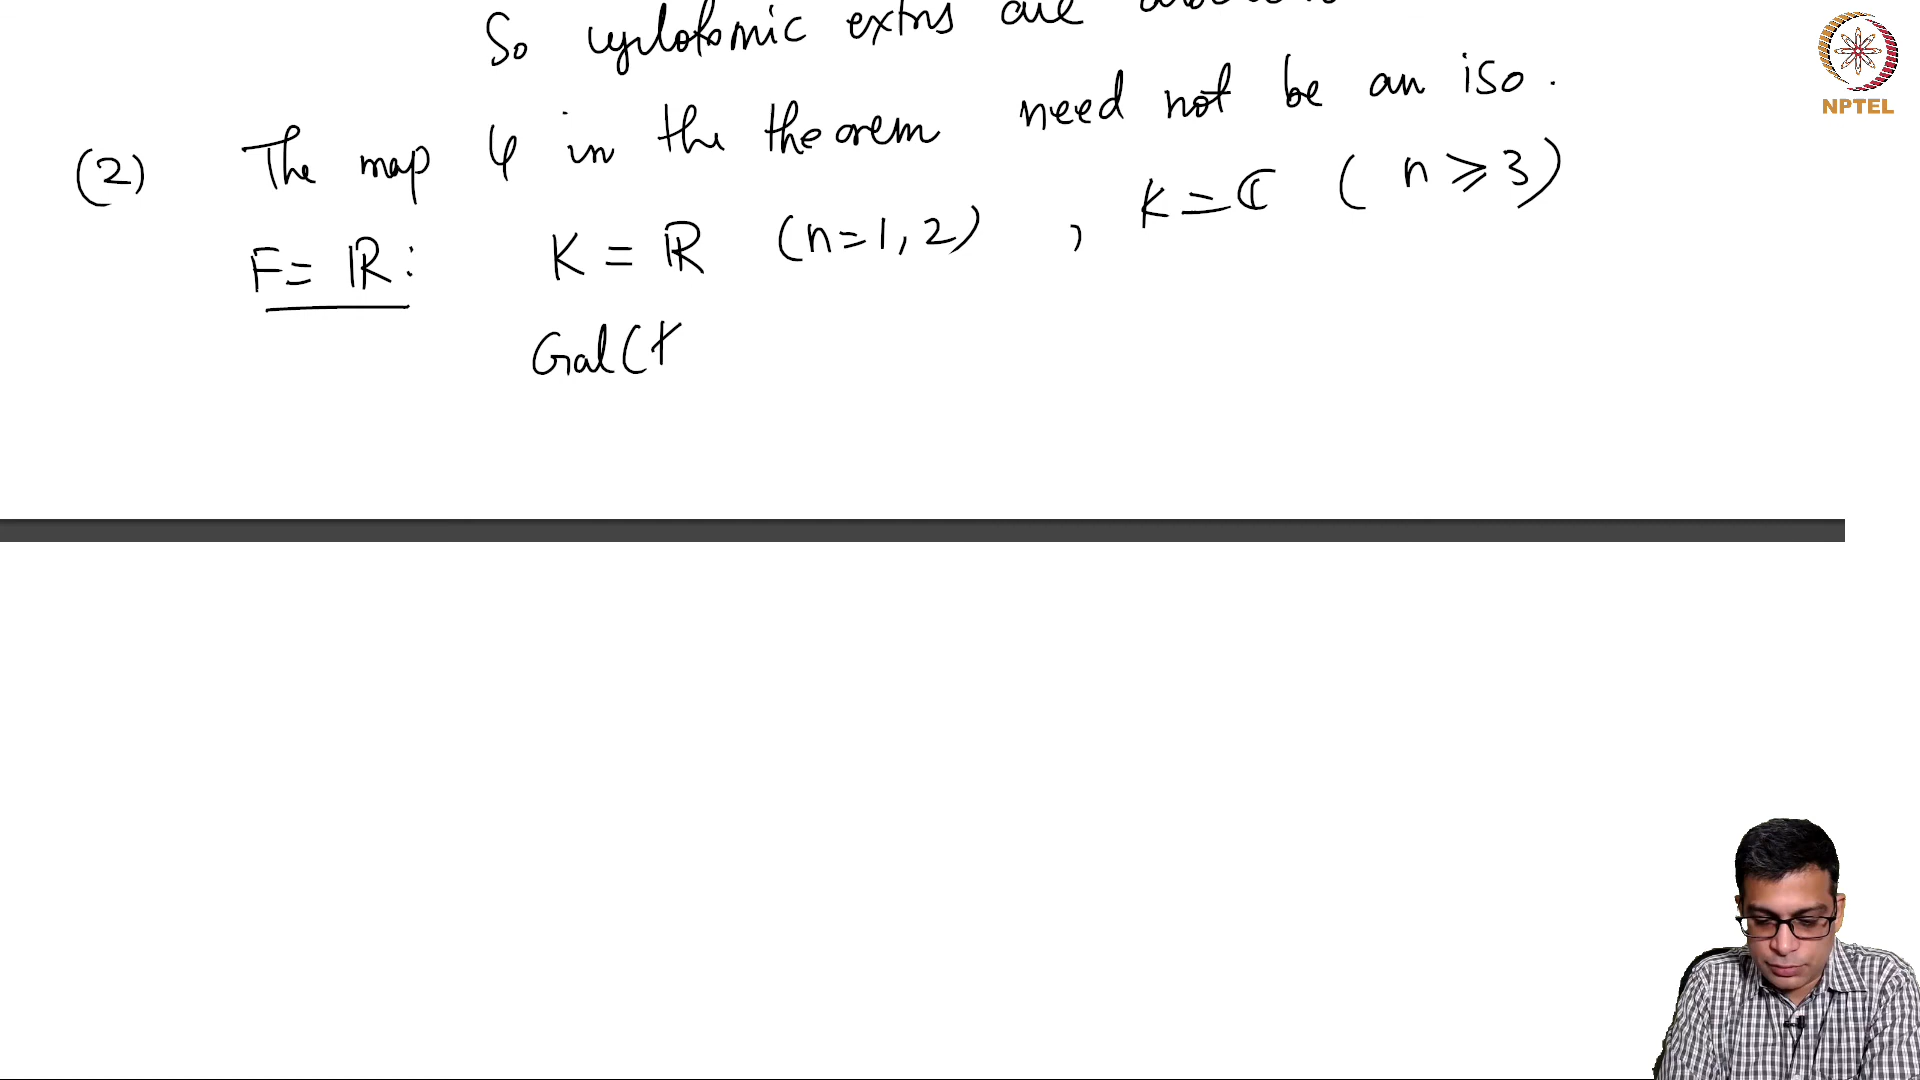 So cyclotomic extns are
(2) The map φ in the theorem need not be an iso.
F = ℝ: K = ℝ (n=1,2) , K = ℂ (n ≥ 3)
Gal(K
NPTEL